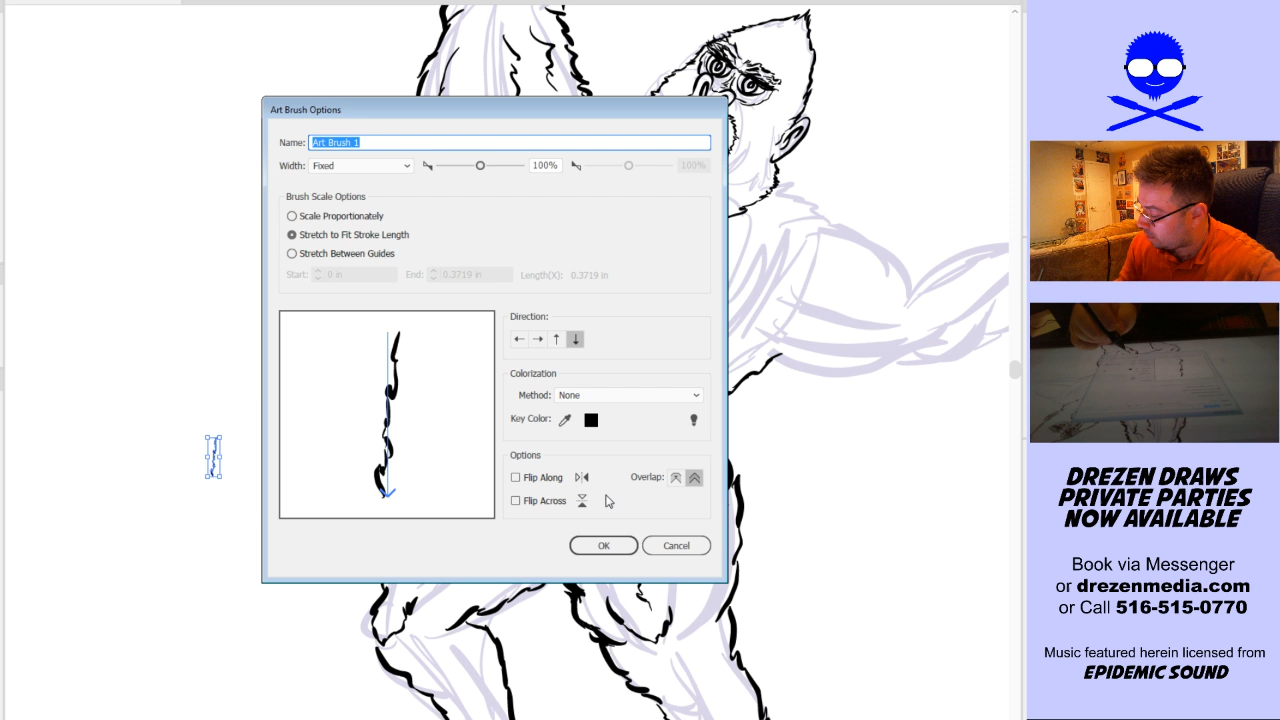 Art Brush Options
Name: Art Brush 1
Width: Fixed 100% 100%
Brush Scale Options
Scale Proportionately
Stretch to Fit Stroke Length
Stretch Between Guides
Start: 0 in End: 0.3719 in Length(X): 0.3719 in
Direction:
Colorization
Method: None
Key Color:
Options
Flip Along Overlap:
Flip Across
OK Cancel
DREZEN DRAWS
PRIVATE PARTIES
NOW AVAILABLE
Book via Messenger
or drezenmedia.com
or Call 516-515-0770
Music featured herein licensed from
EPIDEMIC SOUND